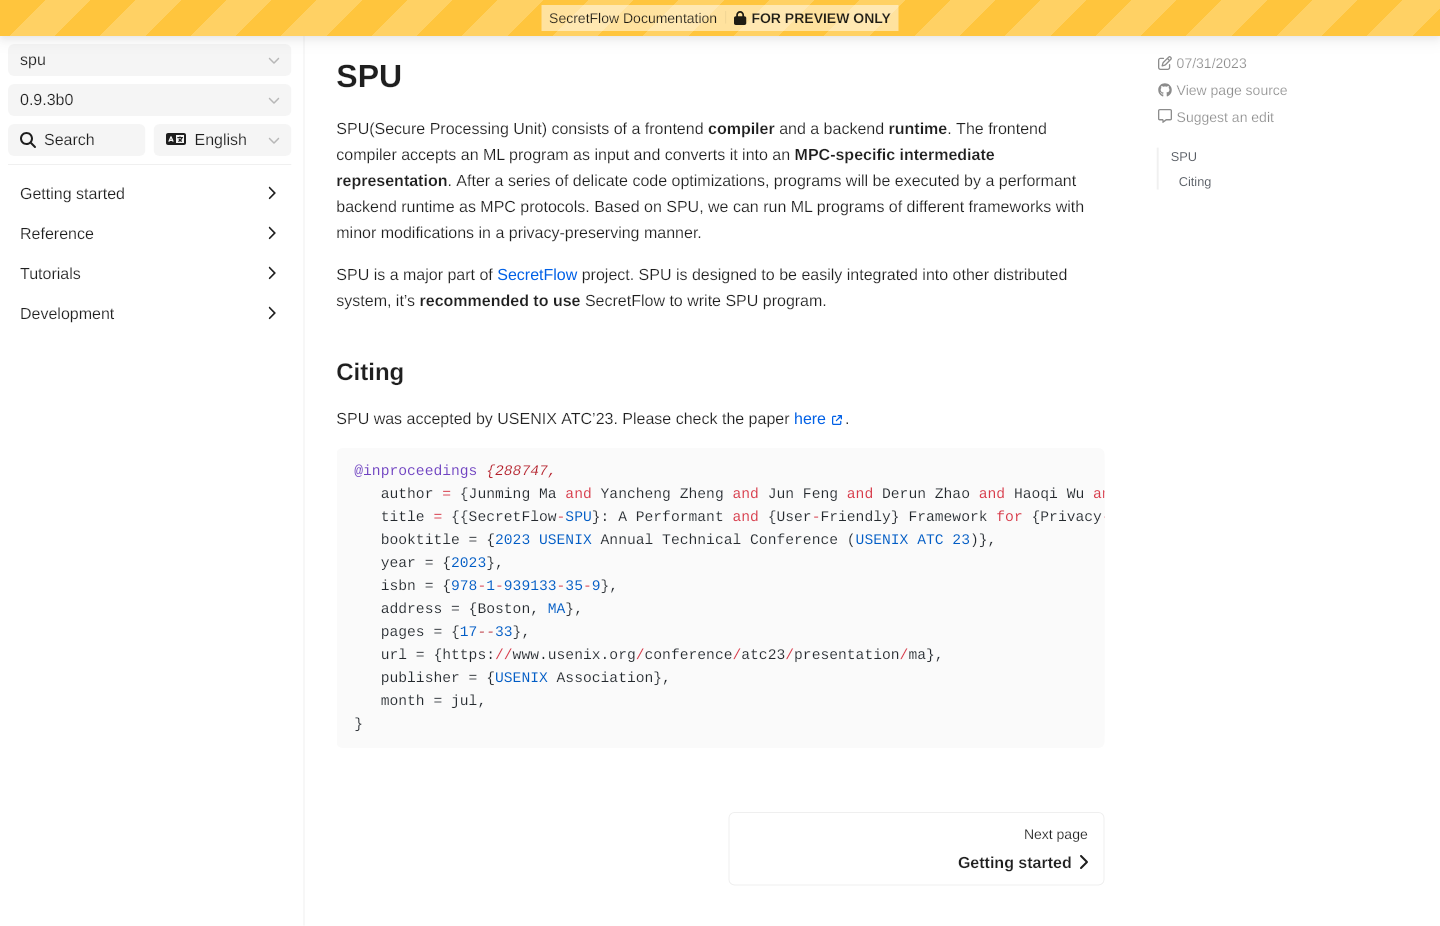 SecretFlow Documentation FOR PREVIEW ONLY
spu
0.9.3b0
Search English
Getting started
Reference
Tutorials
Development
SPU
SPU(Secure Processing Unit) consists of a frontend compiler and a backend runtime. The frontend
compiler accepts an ML program as input and converts it into an MPC-specific intermediate
representation. After a series of delicate code optimizations, programs will be executed by a performant
backend runtime as MPC protocols. Based on SPU, we can run ML programs of different frameworks with
minor modifications in a privacy-preserving manner.
SPU is a major part of SecretFlow project. SPU is designed to be easily integrated into other distributed
system, it’s recommended to use SecretFlow to write SPU program.
Citing
SPU was accepted by USENIX ATC’23. Please check the paper here .
@inproceedings {288747,
   author = {Junming Ma and Yancheng Zheng and Jun Feng and Derun Zhao and Haoqi Wu
   title = {{SecretFlow-SPU}: A Performant and {User-Friendly} Framework for {Privacy
   booktitle = {2023 USENIX Annual Technical Conference (USENIX ATC 23)},
   year = {2023},
   isbn = {978-1-939133-35-9},
   address = {Boston, MA},
   pages = {17--33},
   url = {https://www.usenix.org/conference/atc23/presentation/ma},
   publisher = {USENIX Association},
   month = jul,
}
Next page
Getting started
07/31/2023
View page source
Suggest an edit
SPU
Citing